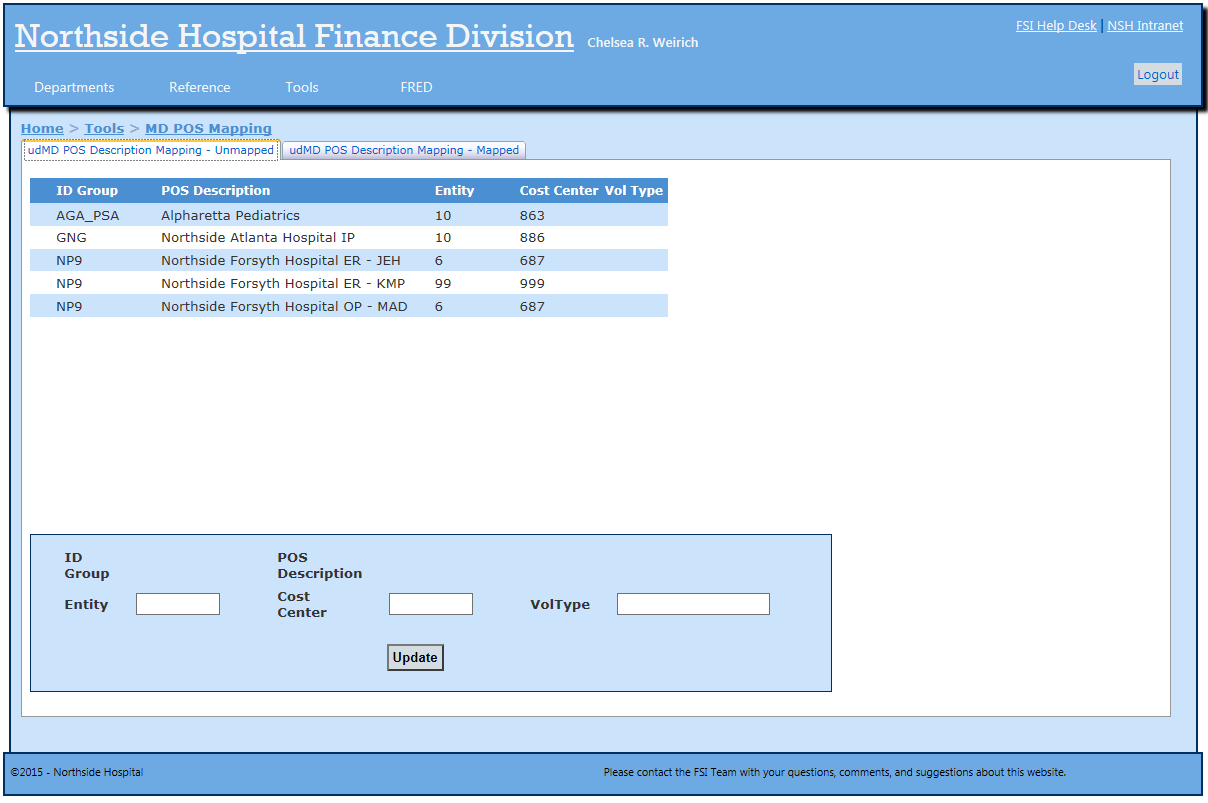 Northside Hospital Finance Division Chelsea R. Weirich
FSI Help Desk | NSH Intranet
Logout
Departments Reference Tools FRED
Home > Tools > MD POS Mapping
udMD POS Description Mapping - Unmapped udMD POS Description Mapping - Mapped
ID Group POS Description Entity Cost Center Vol Type
AGA_PSA Alpharetta Pediatrics 10 863
GNG Northside Atlanta Hospital IP 10 886
NP9 Northside Forsyth Hospital ER - JEH 6 687
NP9 Northside Forsyth Hospital ER - KMP 99 999
NP9 Northside Forsyth Hospital OP - MAD 6 687
ID POS
Group Description
Entity Cost VolType
Center
Update
©2015 - Northside Hospital Please contact the FSI Team with your questions, comments, and suggestions about this website.